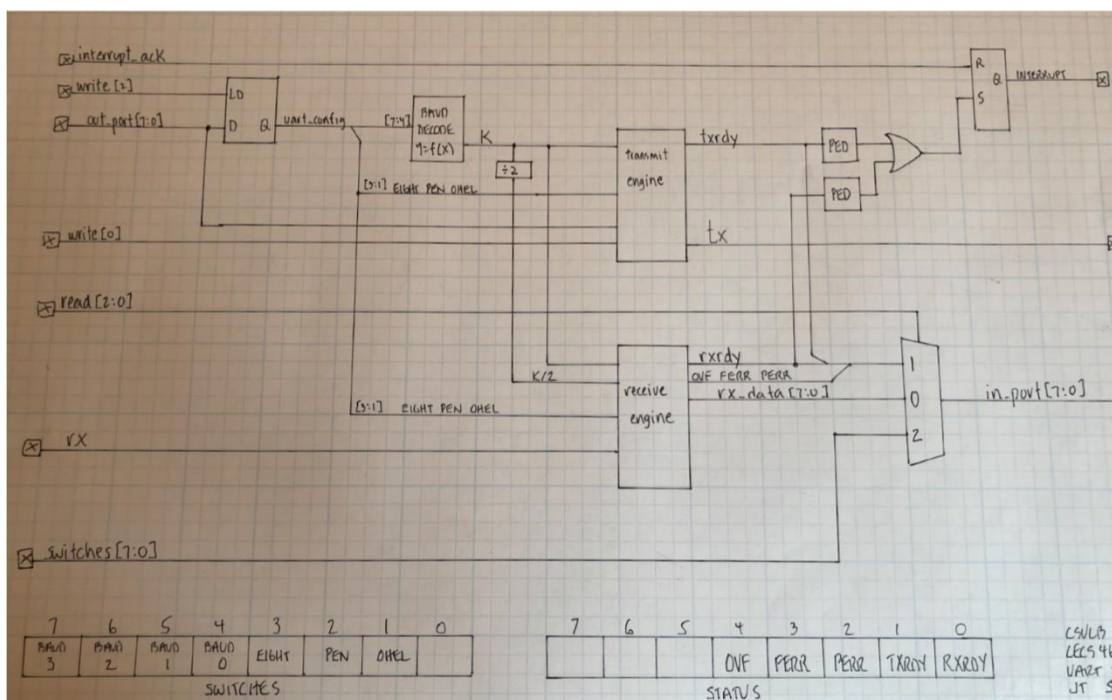 interrupt_ack
write[2]
out_port[7:0]
LD
D Q
uart_config
[7:4]
BAUD
DECODE
y=f(x)
K
÷2
[3:1] EIGHT PEN OHEL
transmit
engine
txrdy
PED
PED
R
Q
S
INTERRUPT
write[0]
tx
read[2:0]
K/2
receive
engine
rxrdy
OVF FERR PERR
rx_data[7:0]
1
0
2
in_port[7:0]
[3:1] EIGHT PEN OHEL
rx
switches[7:0]
7 6 5 4 3 2 1 0
BAUD 3 BAUD 2 BAUD 1 BAUD 0 EIGHT PEN OHEL
SWITCHES
7 6 5 4 3 2 1 0
OVF FERR PERR TXRDY RXRDY
STATUS
CSULB
CECS 46
UART
JT